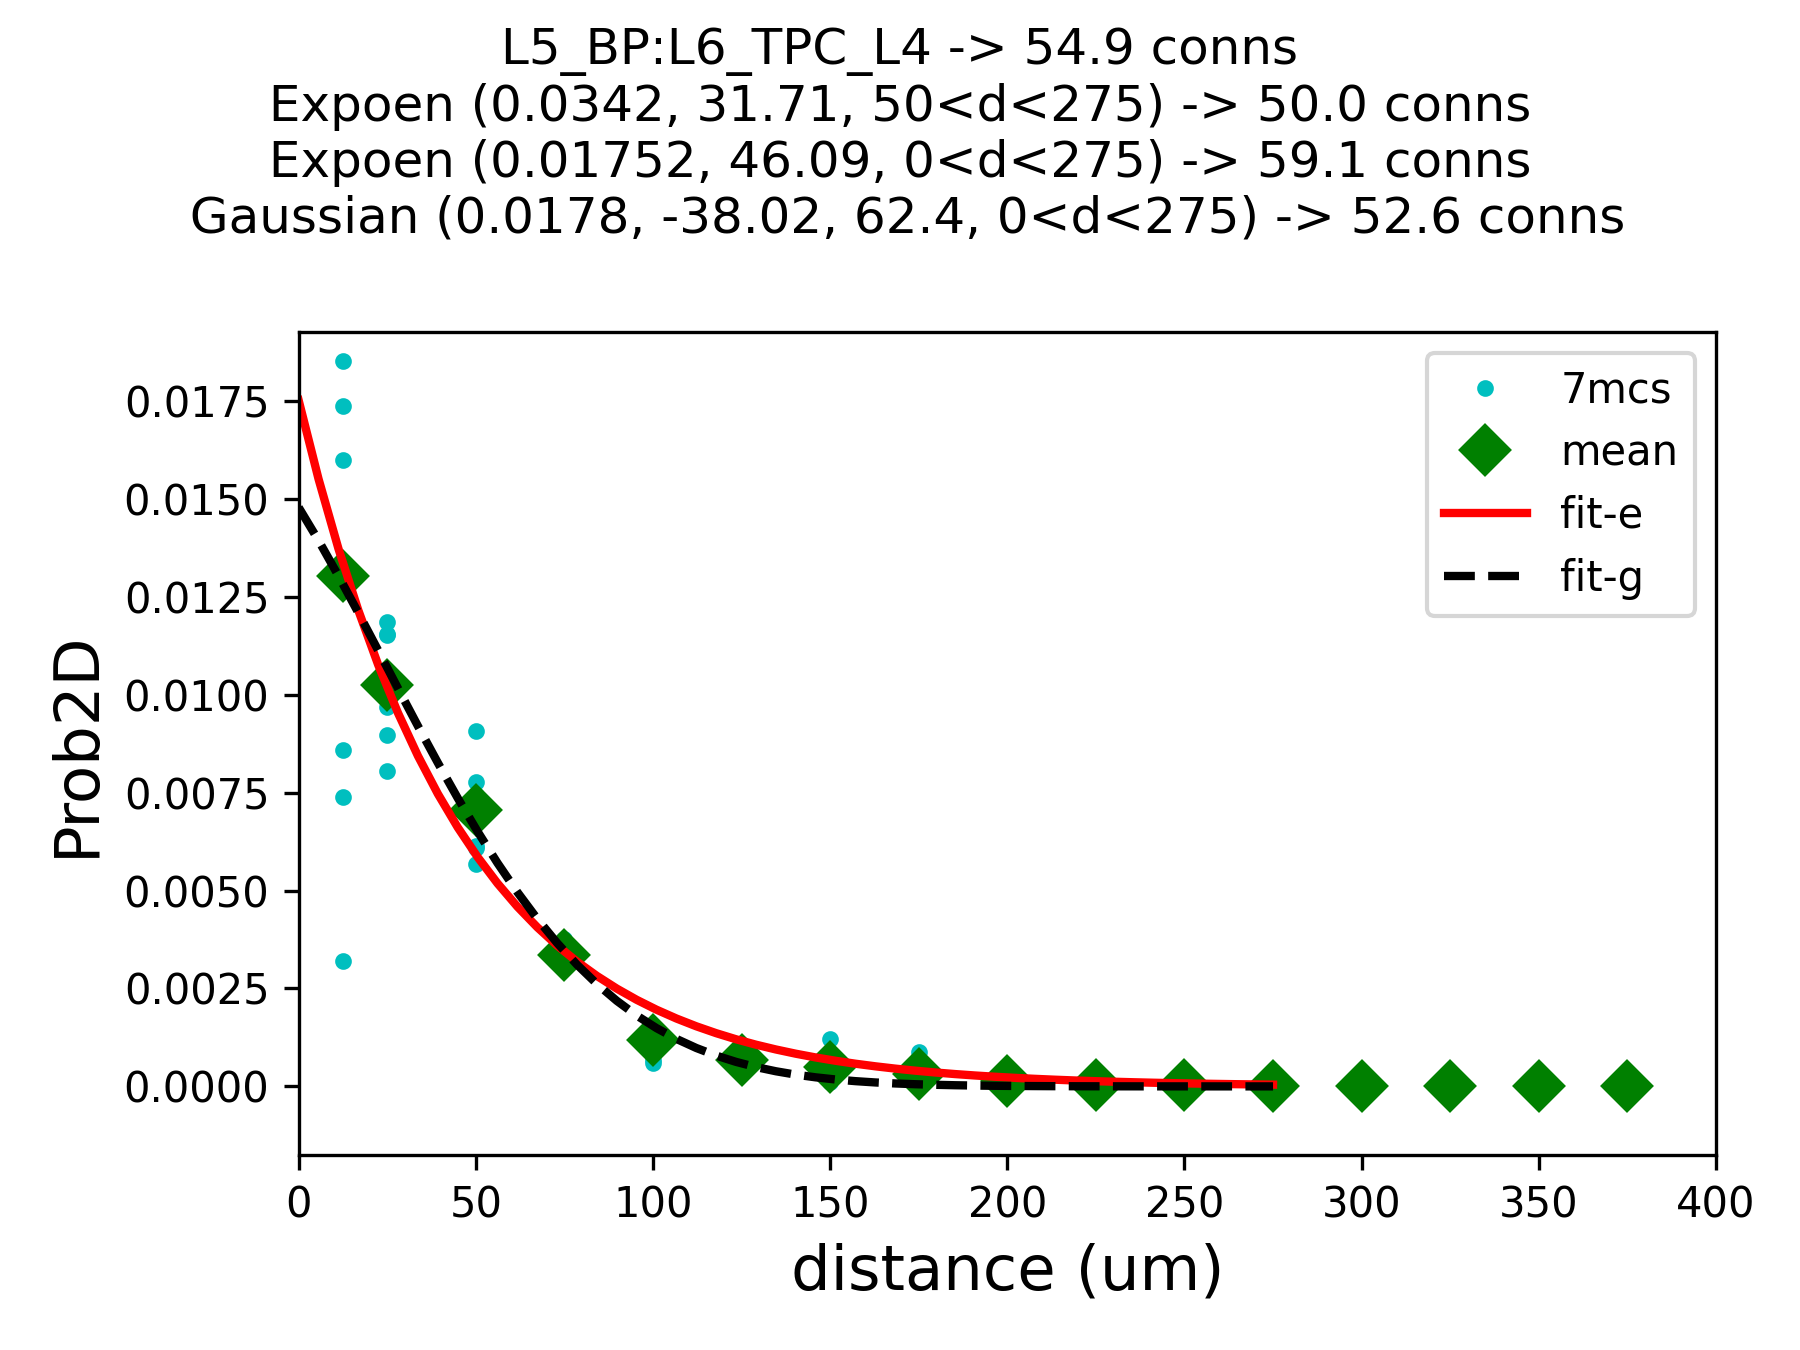 L5_BP:L6_TPC_L4 -> 54.9 conns
Expoen (0.0342, 31.71, 50<d<275) -> 50.0 conns
Expoen (0.01752, 46.09, 0<d<275) -> 59.1 conns
Gaussian (0.0178, -38.02, 62.4, 0<d<275) -> 52.6 conns
7mcs
mean
fit-e
fit-g
Prob2D
0.0175
0.0150
0.0125
0.0100
0.0075
0.0050
0.0025
0.0000
0 50 100 150 200 250 300 350 400
distance (um)